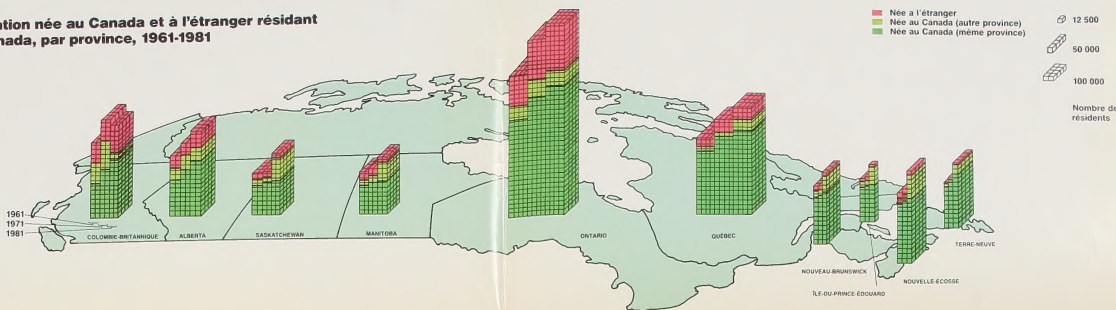 ation née au Canada et à l'étranger résidant
nada, par province, 1961-1981
Née a l'étranger
Née au Canada (autre province)
Née au Canada (même province)
12 500
50 000
100 000
Nombre de
résidents
1961
1971
1981
COLOMBIE-BRITANNIQUE
ALBERTA
SASKATCHEWAN
MANITOBA
ONTARIO
QUÉBEC
NOUVEAU-BRUNSWICK
ÎLE-DU-PRINCE-ÉDOUARD
NOUVELLE-ÉCOSSE
TERRE-NEUVE